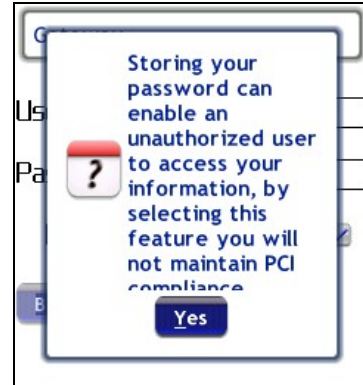 Storing your
password can
enable an
unauthorized user
to access your
information, by
selecting this
feature you will
not maintain PCI
compliance
?
Yes